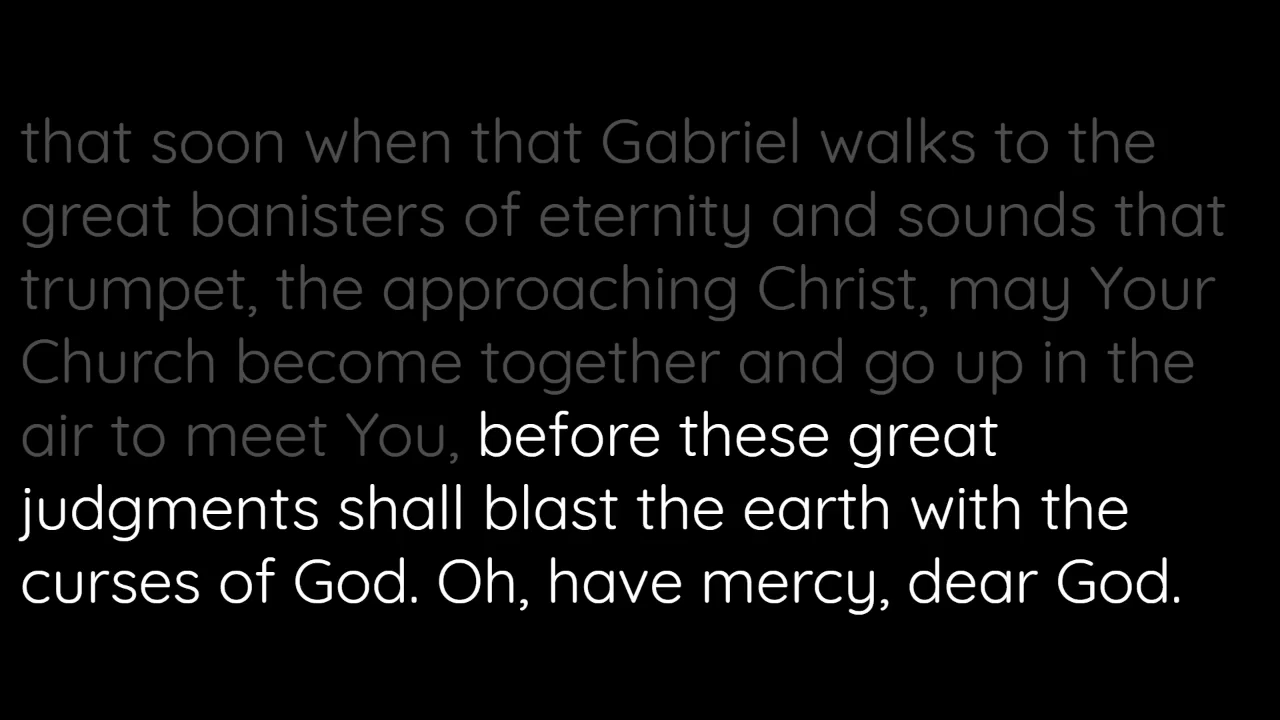 that soon when that Gabriel walks to the
great banisters of eternity and sounds that
trumpet, the approaching Christ, may Your
Church become together and go up in the
air to meet You, before these great
judgments shall blast the earth with the
curses of God. Oh, have mercy, dear God.